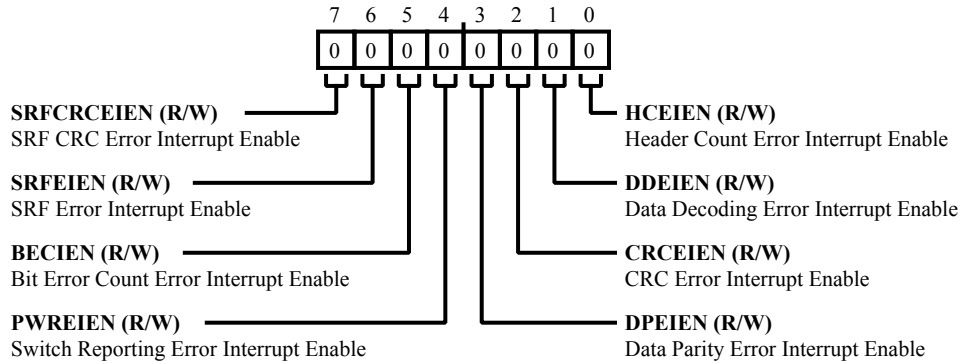 7 6 5 4 3 2 1 0
0 0 0 0 0 0 0 0
SRFCRCEIEN (R/W)
SRF CRC Error Interrupt Enable
SRFEIEN (R/W)
SRF Error Interrupt Enable
BECIEN (R/W)
Bit Error Count Error Interrupt Enable
PWREIEN (R/W)
Switch Reporting Error Interrupt Enable
HCEIEN (R/W)
Header Count Error Interrupt Enable
DDEIEN (R/W)
Data Decoding Error Interrupt Enable
CRCEIEN (R/W)
CRC Error Interrupt Enable
DPEIEN (R/W)
Data Parity Error Interrupt Enable